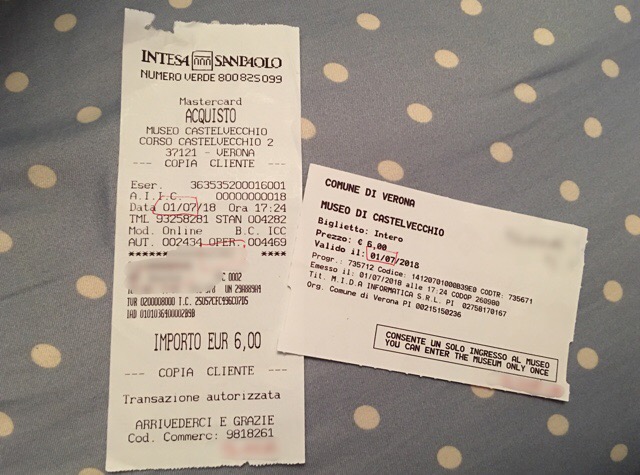 INTESA SANPAOLO
NUMERO VERDE 800825099
Mastercard
ACQUISTO
MUSEO CASTELVECCHIO
CORSO CASTELVECCHIO 2
37121 - VERONA
--- COPIA CLIENTE ---
Eser. 363535200016001
A.I.I.C. 00000000018
Data 01/07/18 Ora 17:24
TML 93258281 STAN 004282
Mod. Online B.C. ICC
AUT. 002434 OPER. 004469
IMPORTO EUR 6,00
--- COPIA CLIENTE ---
Transazione autorizzata
ARRIVEDERCI E GRAZIE
Cod. Commerc: 9818261
COMUNE DI VERONA
MUSEO DI CASTELVECCHIO
Biglietto: Intero
Prezzo: € 6,00
Valido il: 01/07/2018
Progr.: 735712 Codice: 14120701000839E0 CODTR: 735671
Emesso il: 01/07/2018 alle 17:24 CODOP 260980
Tit. M.I.D.A INFORMATICA S.R.L. PI 02758170167
Org. Comune di Verona PI 00215150236
CONSENTE UN SOLO INGRESSO AL MUSEO
YOU CAN ENTER THE MUSEUM ONLY ONCE